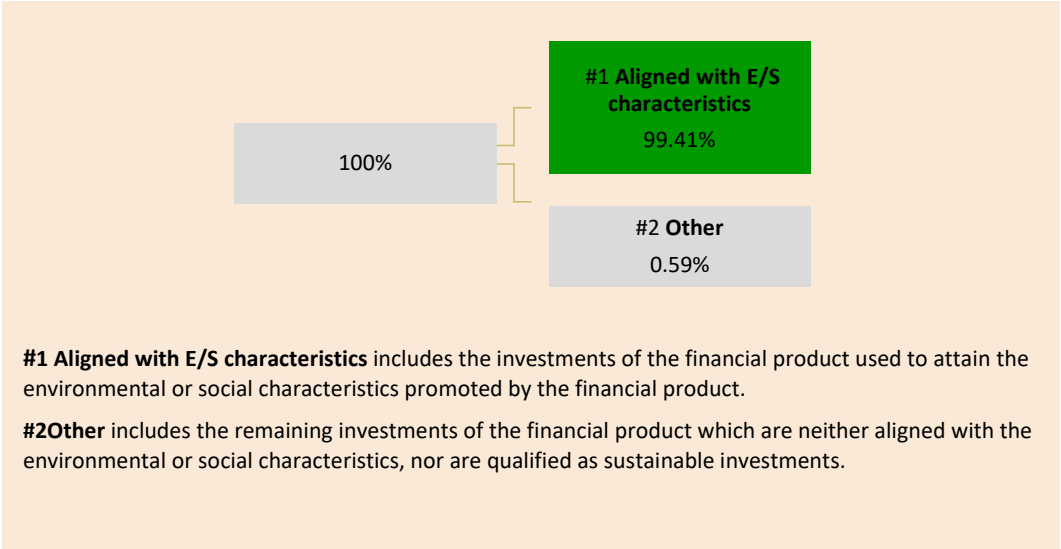 #1 Aligned with E/S
characteristics
99.41%
100%
#2 Other
0.59%
#1 Aligned with E/S characteristics includes the investments of the financial product used to attain the
environmental or social characteristics promoted by the financial product.
#2Other includes the remaining investments of the financial product which are neither aligned with the
environmental or social characteristics, nor are qualified as sustainable investments.